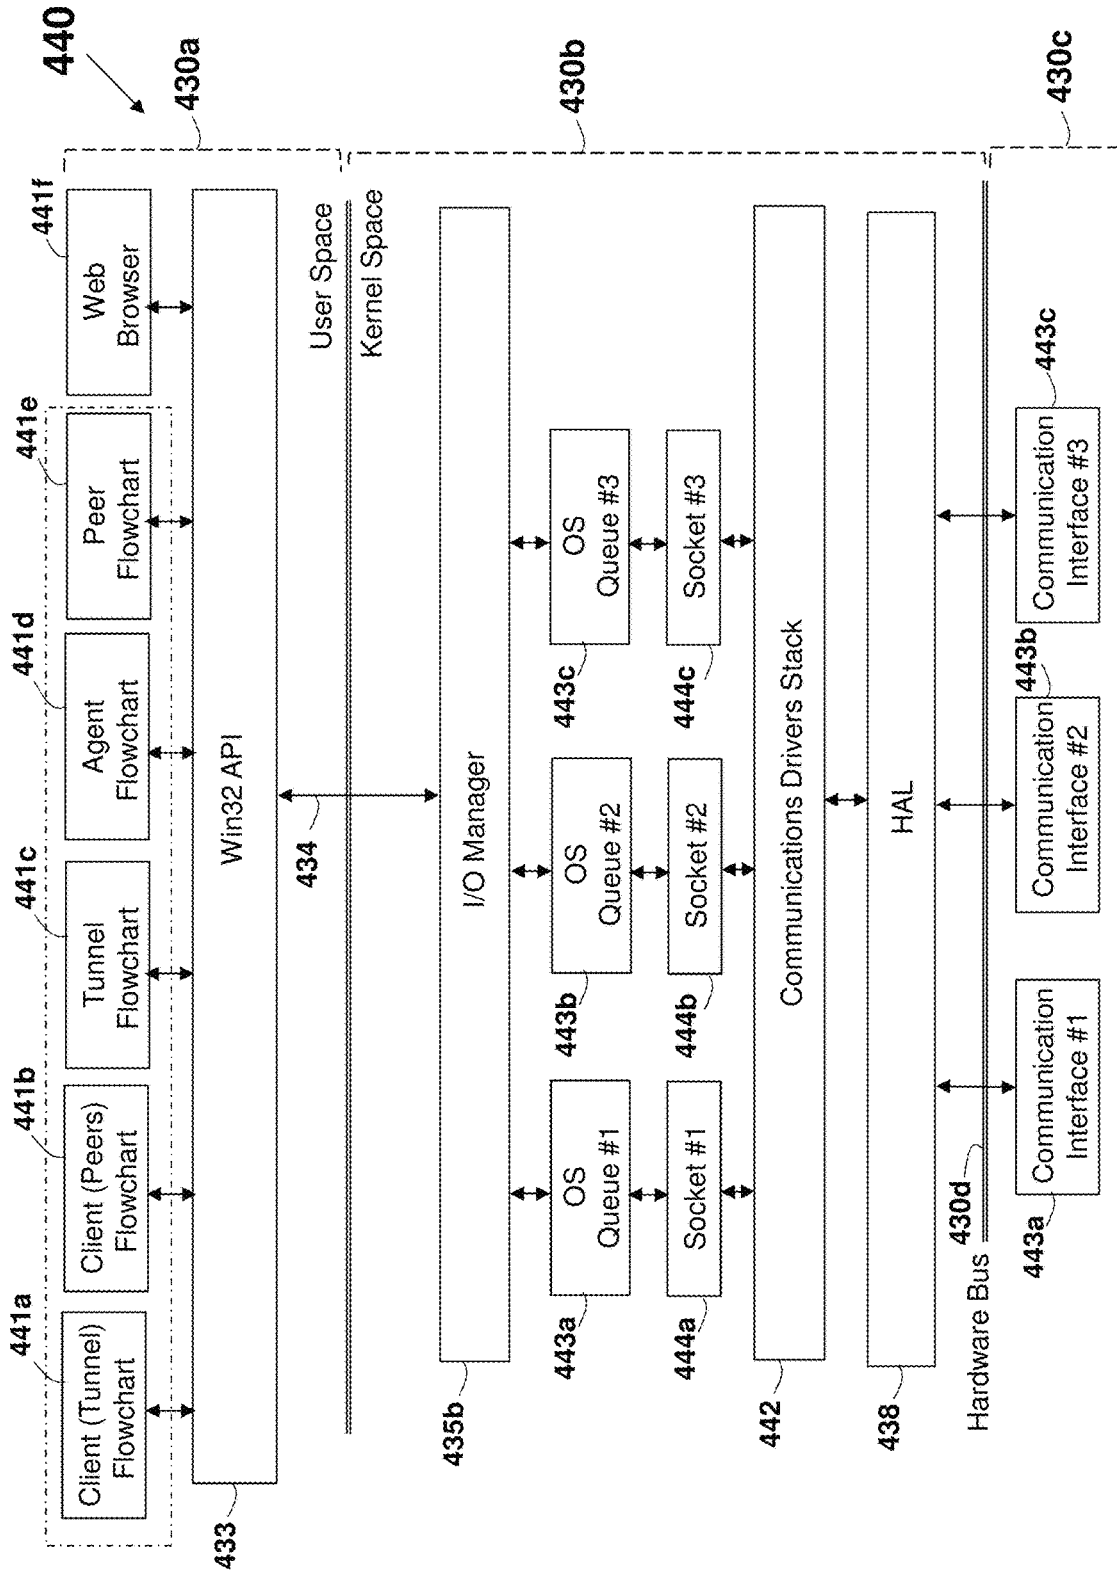 440
441a
441b
441c
441d
441e
441f
Client (Tunnel)
Flowchart
Client (Peers)
Flowchart
Tunnel
Flowchart
Agent
Flowchart
Peer
Flowchart
Web
Browser
430a
433
Win32 API
434
User Space
Kernel Space
430b
435b
I/O Manager
OS
Queue #1
443a
OS
Queue #2
443b
OS
Queue #3
443c
Socket #1
444a
Socket #2
444b
Socket #3
444c
442
Communications Drivers Stack
438
HAL
Hardware Bus
430d
430c
Communication
Interface #1
443a
Communication
Interface #2
443b
Communication
Interface #3
443c